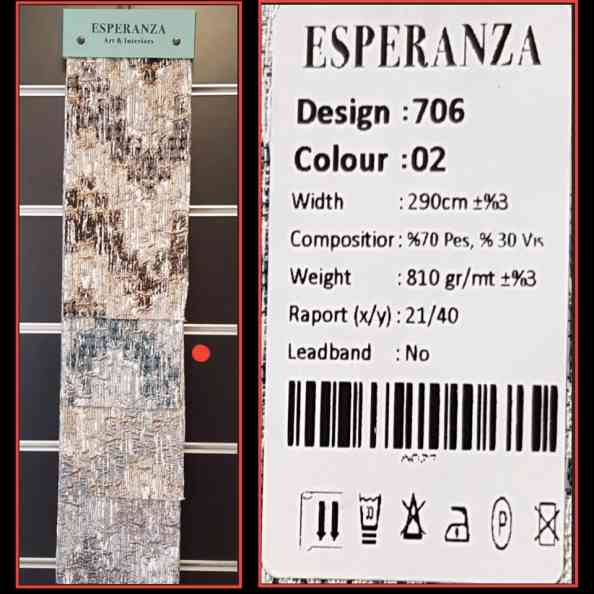 ESPERANZA
Art & Interiors
ESPERANZA
Design :706
Colour :02
Width :290cm ±%3
Compositior: %70 Pes, % 30 Vis
Weight :810 gr/mt ±%3
Raport (x/y):21/40
Leadband :No
P